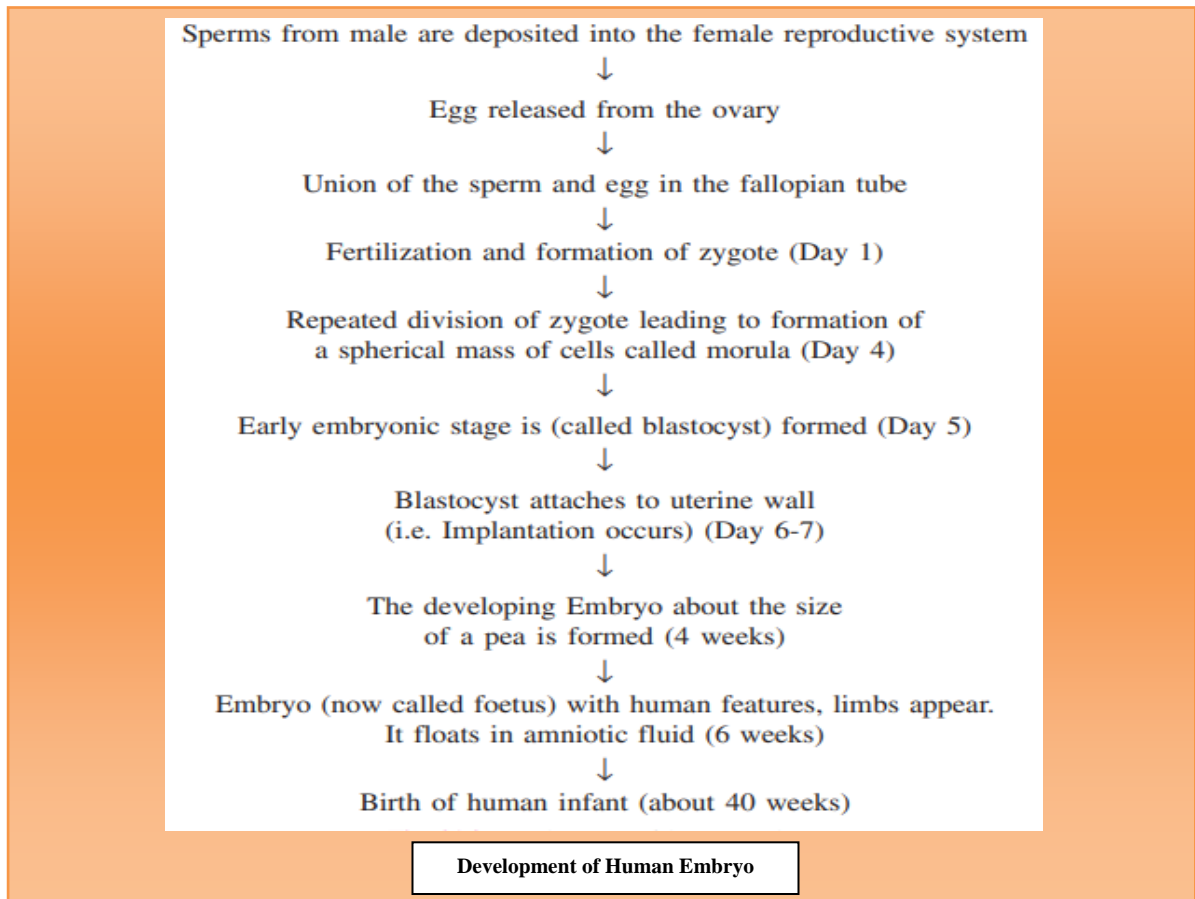 Sperms from male are deposited into the female reproductive system
↓
Egg released from the ovary
↓
Union of the sperm and egg in the fallopian tube
↓
Fertilization and formation of zygote (Day 1)
↓
Repeated division of zygote leading to formation of
a spherical mass of cells called morula (Day 4)
↓
Early embryonic stage is (called blastocyst) formed (Day 5)
↓
Blastocyst attaches to uterine wall
(i.e. Implantation occurs) (Day 6-7)
↓
The developing Embryo about the size
of a pea is formed (4 weeks)
↓
Embryo (now called foetus) with human features, limbs appear.
It floats in amniotic fluid (6 weeks)
↓
Birth of human infant (about 40 weeks)
Development of Human Embryo